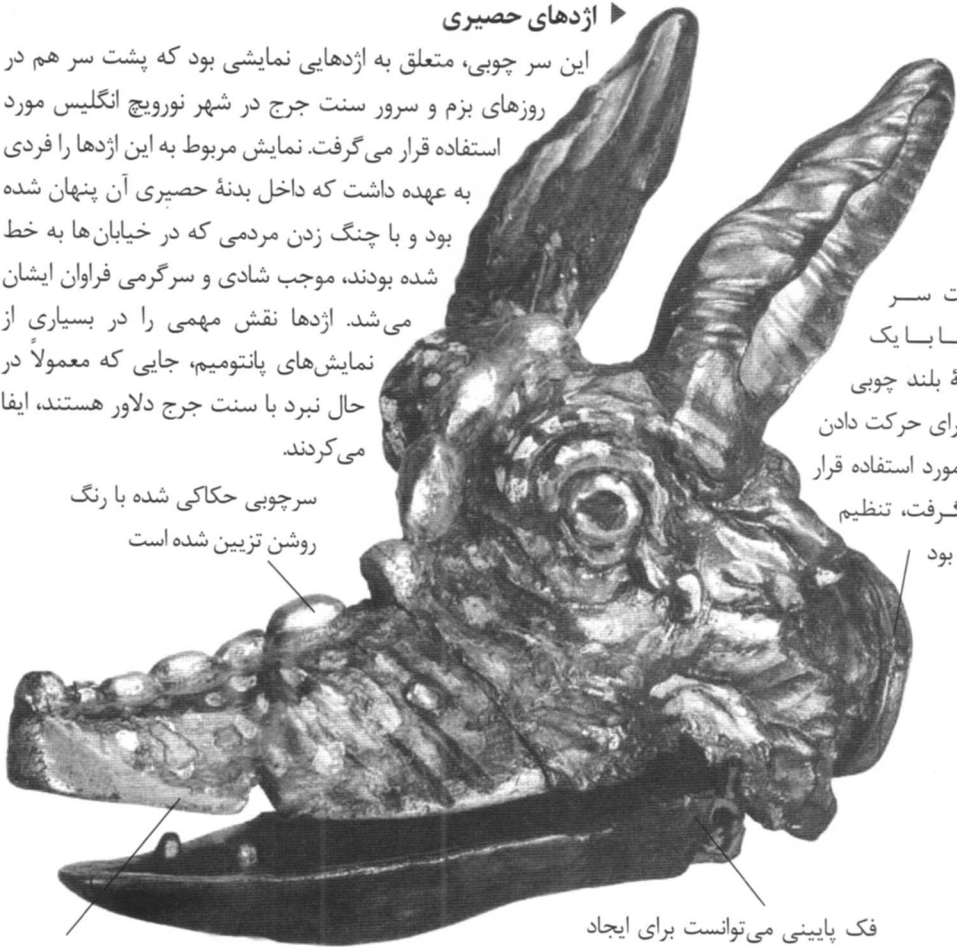 اژدهای حصیری
این سر چوبی، متعلق به اژدهایی نمایشی بود که پشت سر هم در
روزهای بزم و سرور سنت جرج در شهر نورویچ انگلیس مورد
استفاده قرار می‌گرفت. نمایش مربوط به این اژدها را فردی
به عهده داشت که داخل بدنهٔ حصیری آن پنهان شده
بود و با چنگ زدن مردمی که در خیابان‌ها به خط
شده بودند، موجب شادی و سرگرمی فراوان ایشان
می‌شد. اژدها نقش مهمی را در بسیاری از
نمایش‌های پانتومیم، جایی که معمولاً در
حال نبرد با سنت جرج دلاور هستند، ایفا
می‌کردند.
سرچوبی حکاکی شده با رنگ
روشن تزیین شده است
سر
با یک
بلند چوبی
حرکت دادن
مورد استفاده قرار
تنظیم
بود
فک پایینی می‌توانست برای ایجاد